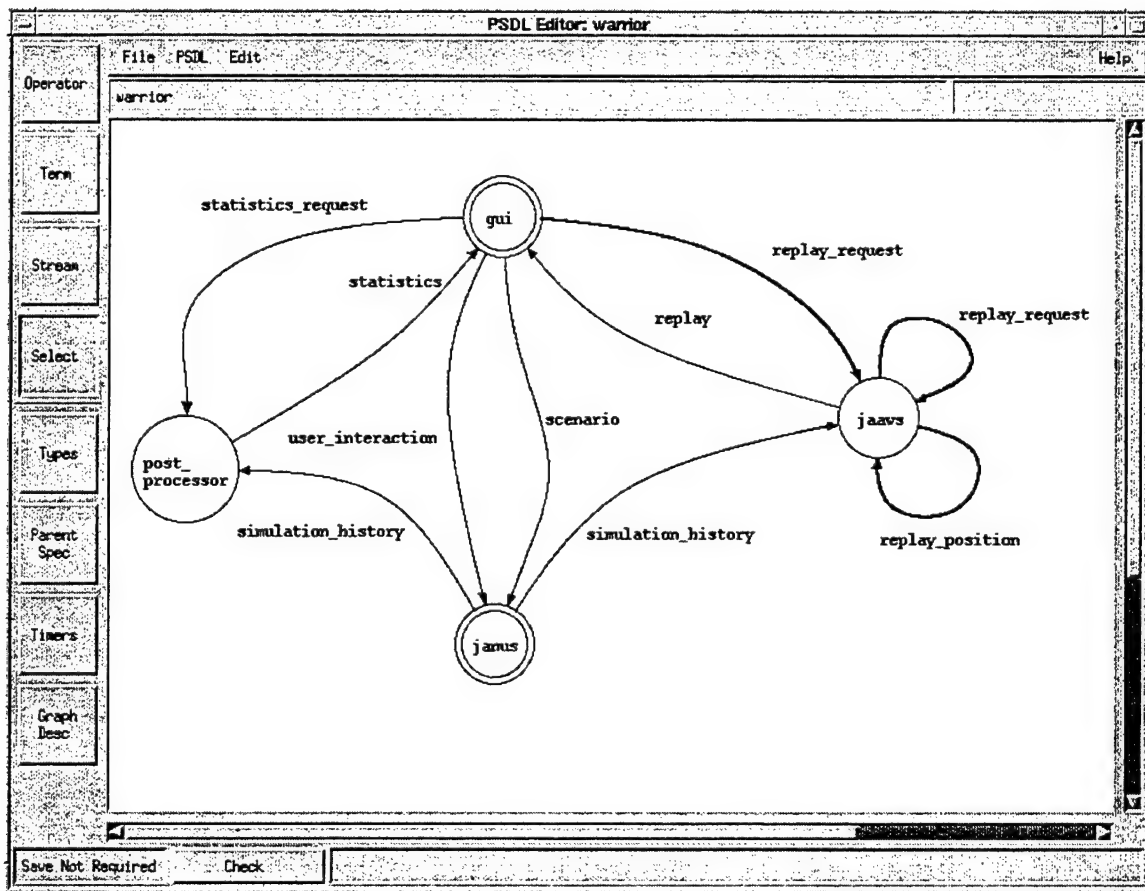 PSDL Editor: warrior
File PSDL Edit Help
Operator
warrior
Term
Stream
Select
Types
Parent
Spec
Timers
Graph
Desc
statistics_request
gui
replay_request
statistics
replay
replay_request
jaaws
user_interaction
scenario
post_
processor
simulation_history
simulation_history
replay_position
janus
Save Not Required Check